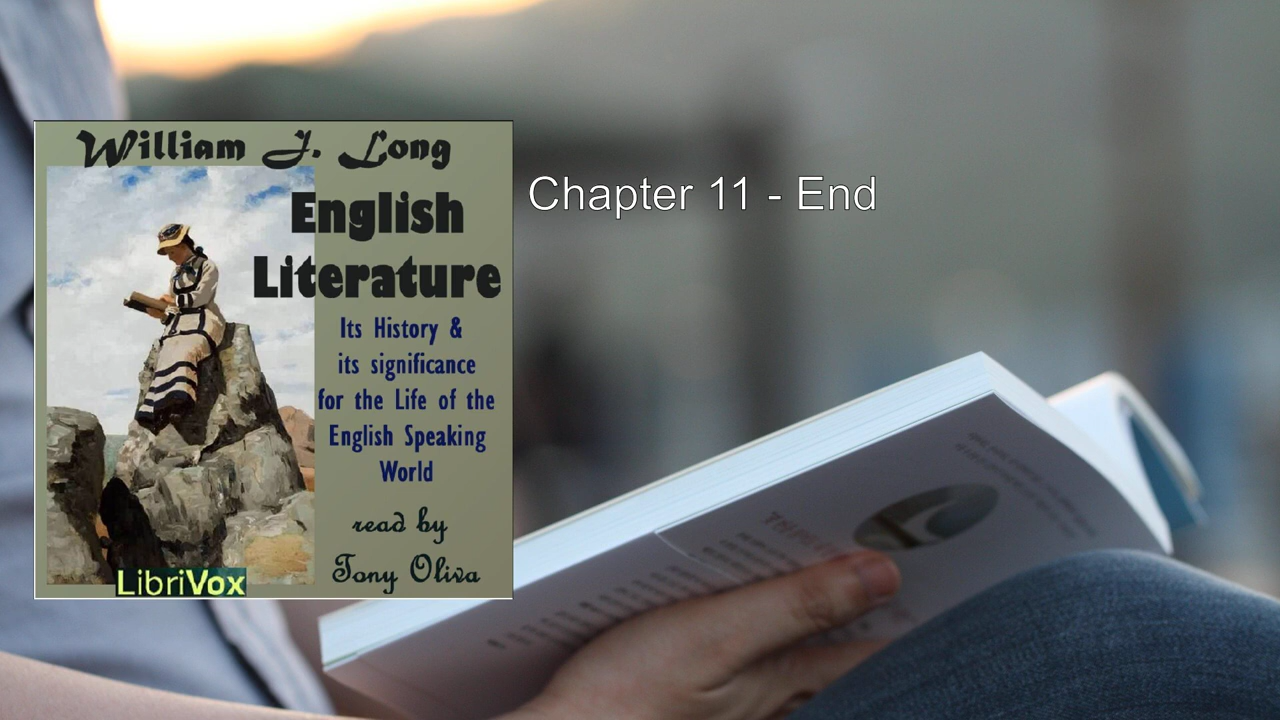 William J. Long
English
Literature
Its History &
its significance
for the Life of the
English Speaking
World
read by
Tony Oliva
LibriVox
Chapter 11 - End